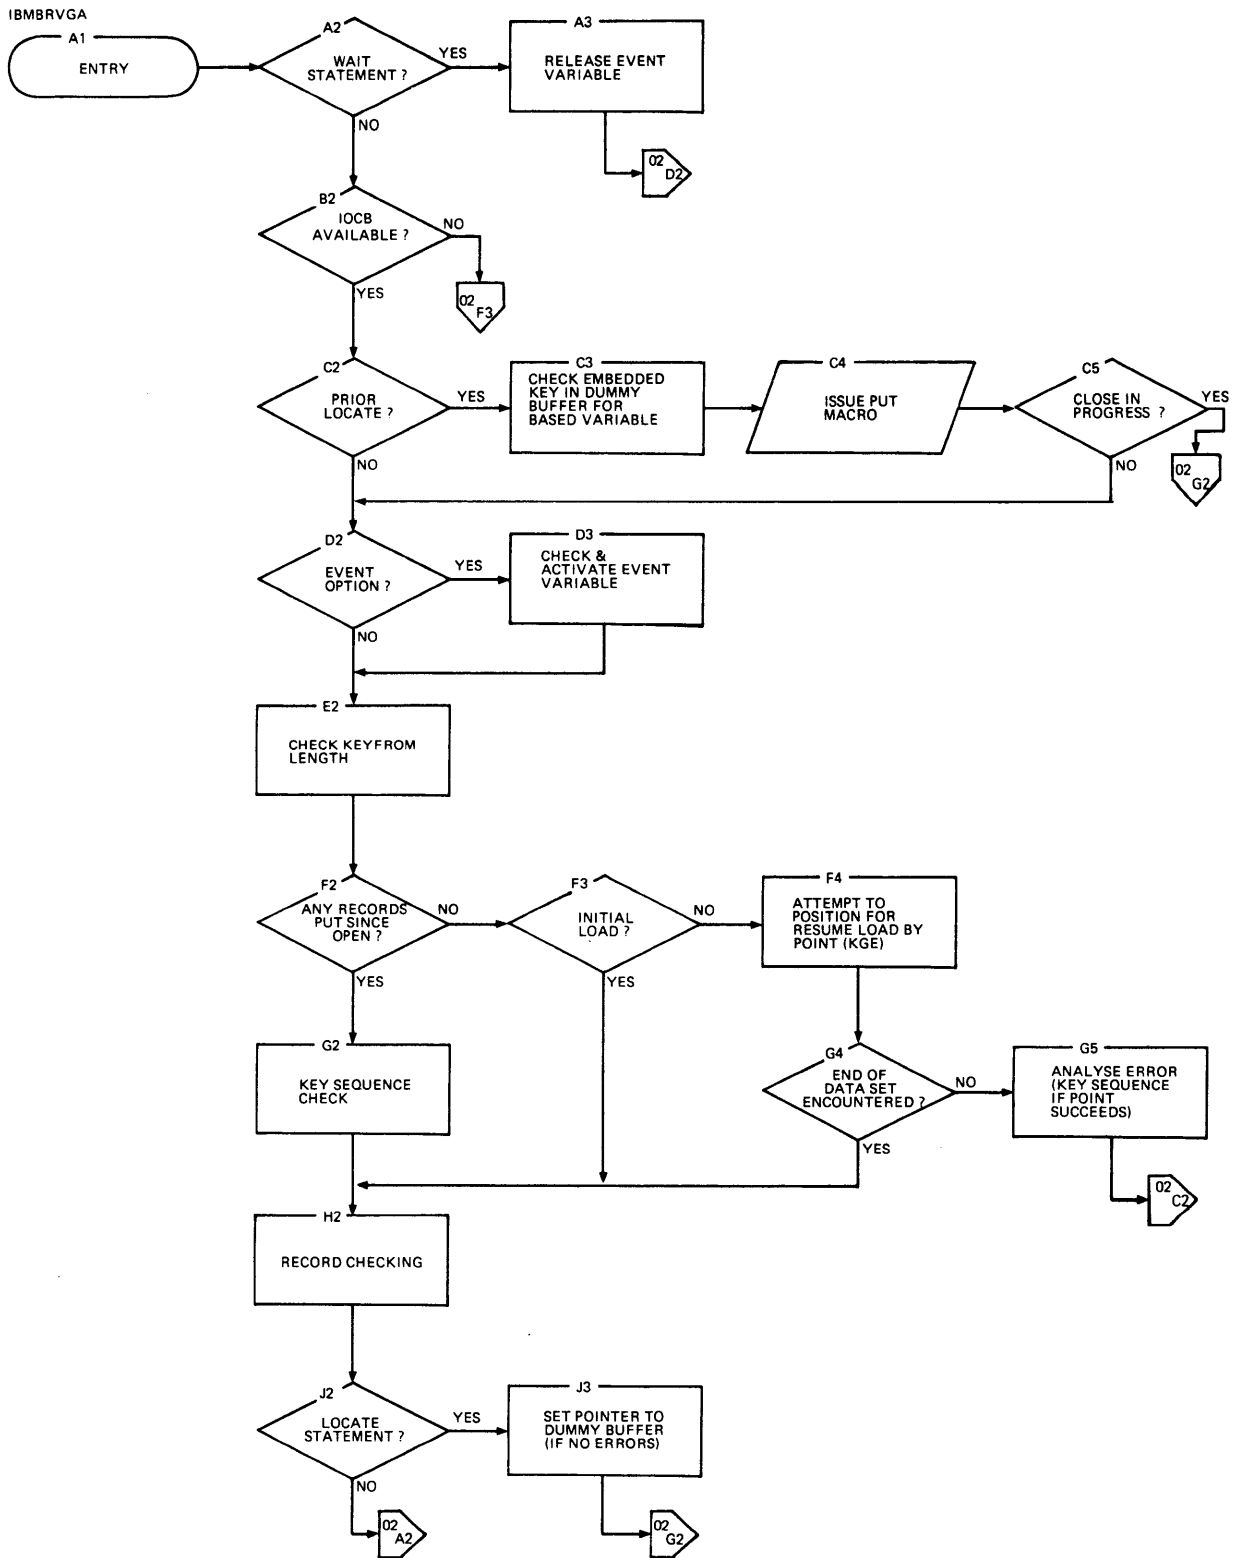 IBMBRVGA
A1
ENTRY
A2
WAIT
STATEMENT ?
YES
NO
A3
RELEASE EVENT
VARIABLE
02
D2
B2
IOCB
AVAILABLE ?
NO
YES
02
F3
C2
PRIOR
LOCATE ?
YES
NO
C3
CHECK EMBEDDED
KEY IN DUMMY
BUFFER FOR
BASED VARIABLE
C4
ISSUE PUT
MACRO
C5
CLOSE IN
PROGRESS ?
YES
NO
02
G2
D2
EVENT
OPTION ?
YES
NO
D3
CHECK &
ACTIVATE EVENT
VARIABLE
E2
CHECK KEYFROM
LENGTH
F2
ANY RECORDS
PUT SINCE
OPEN ?
NO
YES
F3
INITIAL
LOAD ?
NO
YES
F4
ATTEMPT TO
POSITION FOR
RESUME LOAD BY
POINT (KGE)
G2
KEY SEQUENCE
CHECK
G4
END OF
DATA SET
ENCOUNTERED ?
NO
YES
G5
ANALYSE ERROR
(KEY SEQUENCE
IF POINT
SUCCEEDS)
02
C2
H2
RECORD CHECKING
J2
LOCATE
STATEMENT ?
YES
NO
J3
SET POINTER TO
DUMMY BUFFER
(IF NO ERRORS)
02
A2
02
G2